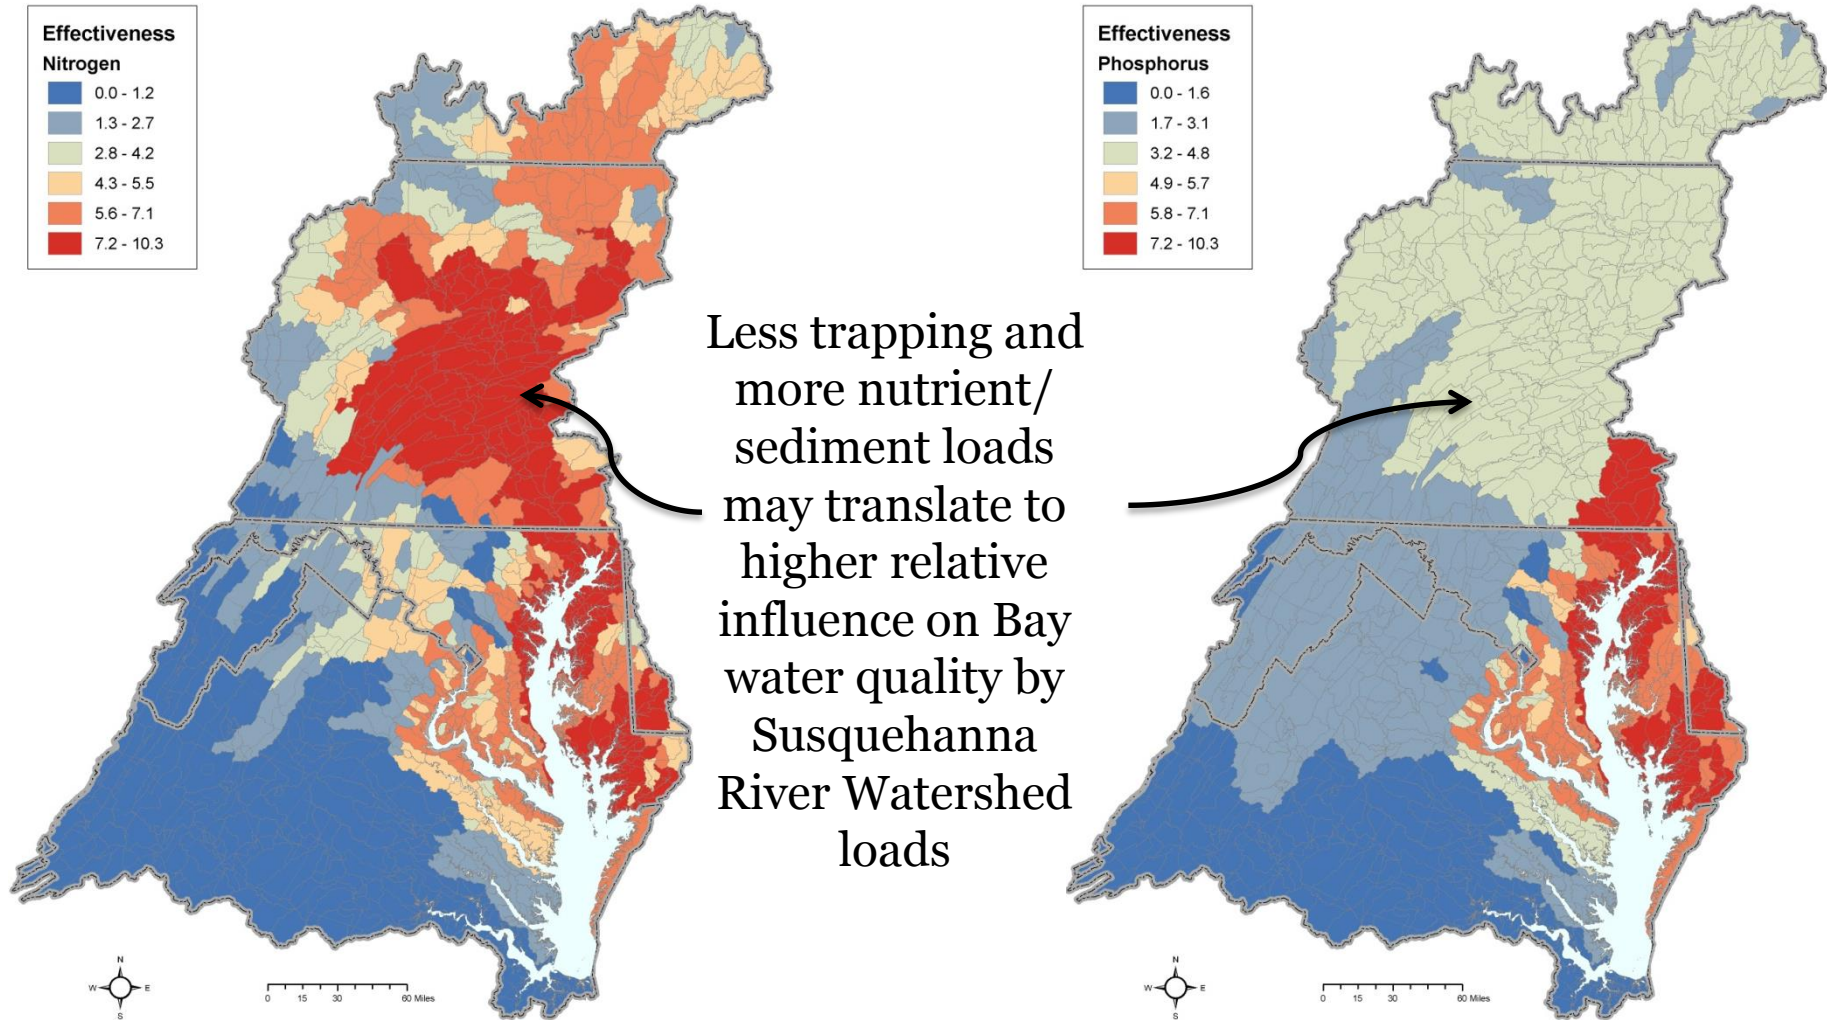 Effectiveness
Nitrogen
0.0 - 1.2
1.3 - 2.7
2.8 - 4.2
4.3 - 5.5
5.6 - 7.1
7.2 - 10.3
Less trapping and
more nutrient/
sediment loads
may translate to
higher relative
influence on Bay
water quality by
Susquehanna
River Watershed
loads
Effectiveness
Phosphorus
0.0 - 1.6
1.7 - 3.1
3.2 - 4.8
4.9 - 5.7
5.8 - 7.1
7.2 - 10.3
N
W E
S
0 15 30 60 Miles
N
W E
S
0 15 30 60 Miles